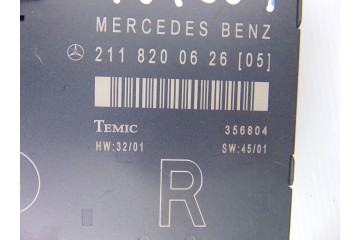 MERCEDES BENZ
211 820 06 26 [05]
TEMIC 356804
HW:32/01 SW:45/01
R